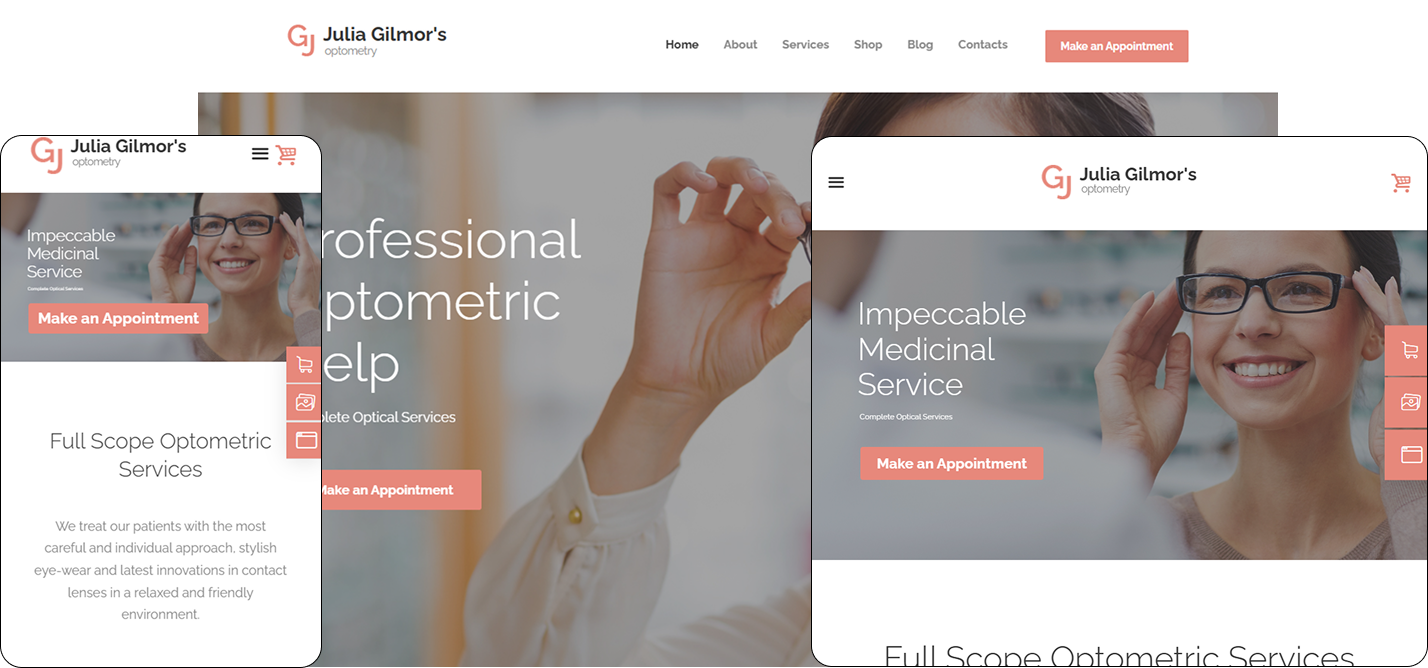 GJ Julia Gilmor's
optometry
Home About Services Shop Blog Contacts Make an Appointment
rofessional
ptometric
elp
plete Optical Services
Make an Appointment
GJ Julia Gilmor's
optometry
Impeccable
Medicinal
Service
Complete Optical Services
Make an Appointment
Full Scope Optometric
Services
We treat our patients with the most
careful and individual approach, stylish
eye-wear and latest innovations in contact
lenses in a relaxed and friendly
environment.
GJ Julia Gilmor's
optometry
Impeccable
Medicinal
Service
Complete Optical Services
Make an Appointment
Full Scope Optometric Services